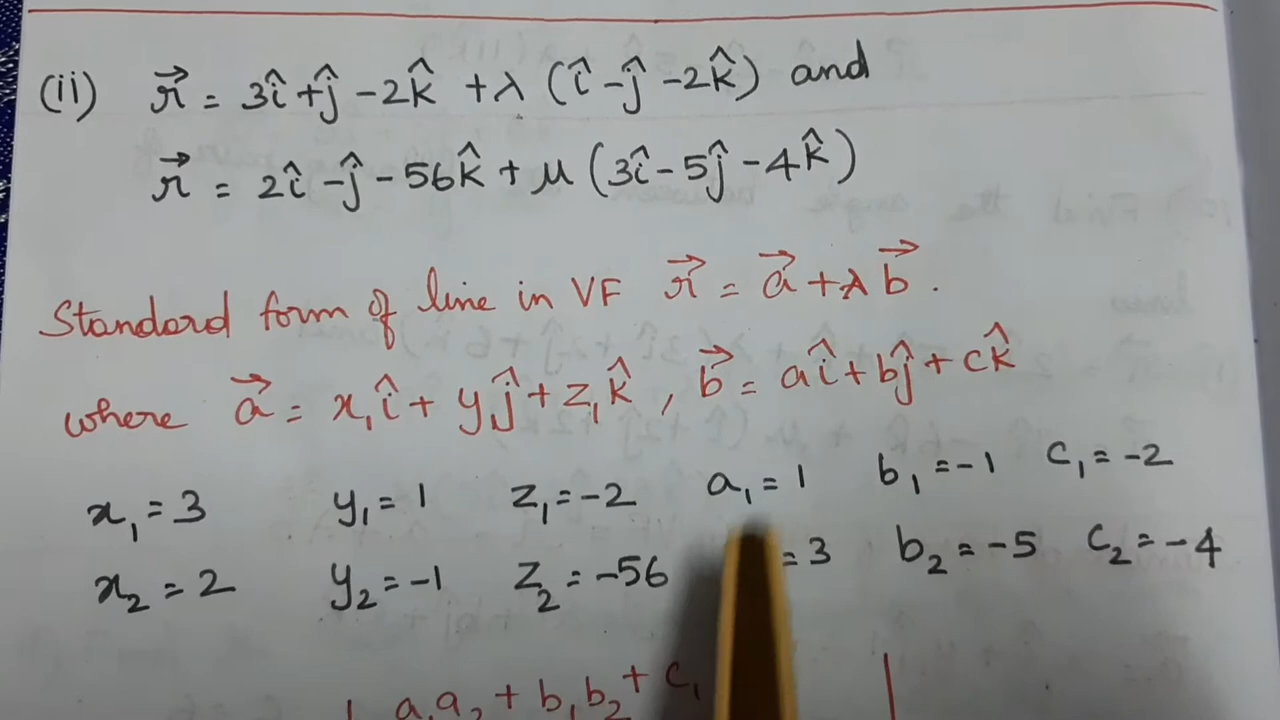 (ii) r⃗ = 3î+ĵ-2k̂ +λ (î-ĵ-2k̂) and
r⃗ = 2î-ĵ-56k̂ + μ (3î-5ĵ-4k̂)
Standard form of line in VF r⃗ = a⃗+λb⃗.
where a⃗ = x₁î+ yĵ+z₁k̂, b⃗ = aî+bĵ+ck̂
x₁=3 y₁=1 z₁=-2 a₁=1 b₁=-1 c₁=-2
x₂=2 y₂=-1 z₂=-56 =3 b₂=-5 c₂=-4
a₁a₂ + b₁b₂ + c₁